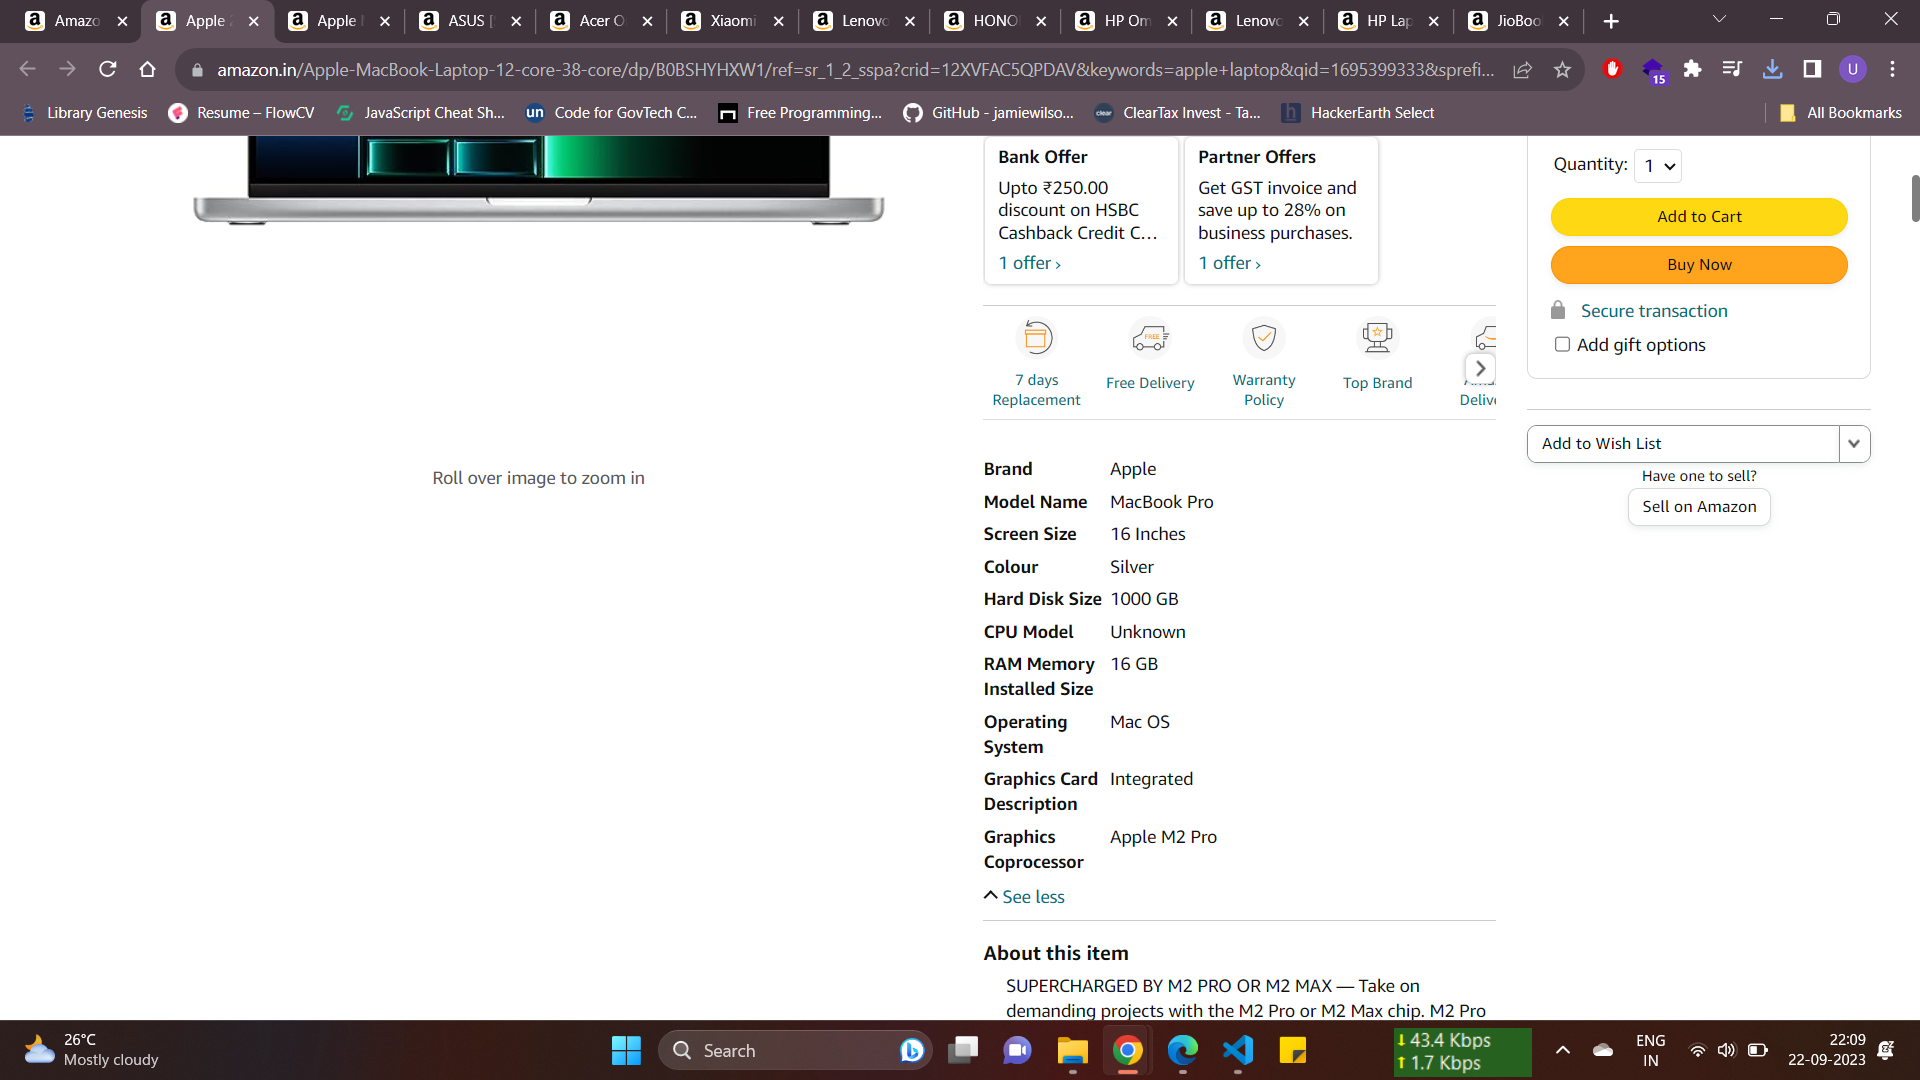 Amazo
Apple 2
Apple
ASUS [
Acer O
Xiaomi
Lenovo
HONO
HP Om
Lenovo
HP Lap
JioBoo
amazon.in/Apple-MacBook-Laptop-12-core-38-core/dp/B0BSHYHXW1/ref=sr_1_2_sspa?crid=12XVFAC5QPDAV&keywords=apple+laptop&qid=1695399333&sprefi...
15
U
Library Genesis
Resume – FlowCV
JavaScript Cheat Sh...
un
Code for GovTech C...
Free Programming...
GitHub - jamiewilso...
clear
ClearTax Invest - Ta...
h
HackerEarth Select
All Bookmarks
Bank Offer
Upto ₹250.00
discount on HSBC
Cashback Credit C…
1 offer ›
Partner Offers
Get GST invoice and
save up to 28% on
business purchases.
1 offer ›
Quantity: 1
Add to Cart
Buy Now
Secure transaction
Add gift options
7 days
Replacement
FREE
Free Delivery
Warranty
Policy
Top Brand
Delive
Add to Wish List
Have one to sell?
Sell on Amazon
Roll over image to zoom in
Brand Apple
Model Name MacBook Pro
Screen Size 16 Inches
Colour Silver
Hard Disk Size 1000 GB
CPU Model Unknown
RAM Memory 16 GB
Installed Size
Operating Mac OS
System
Graphics Card Integrated
Description
Graphics Apple M2 Pro
Coprocessor
See less
About this item
SUPERCHARGED BY M2 PRO OR M2 MAX — Take on
demanding projects with the M2 Pro or M2 Max chip. M2 Pro
26°C
Mostly cloudy
Search
43.4 Kbps
1.7 Kbps
ENG
IN
22:09
22-09-2023